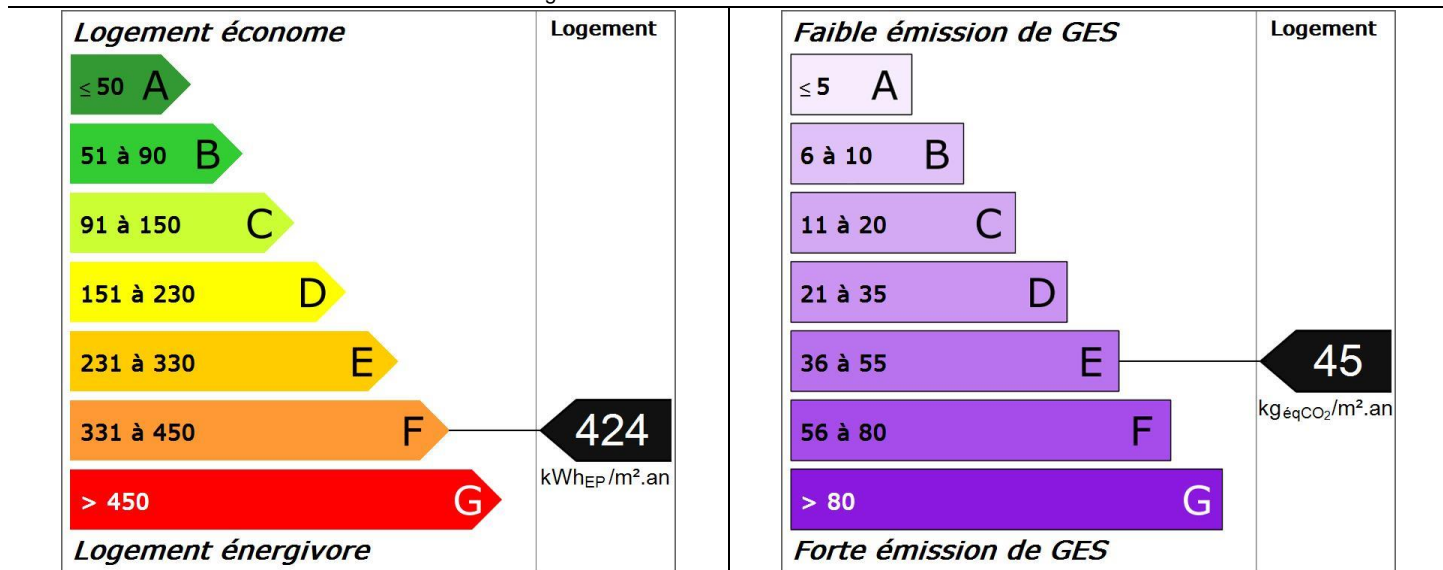 Logement économe
Logement
≤ 50 A
51 à 90 B
91 à 150 C
151 à 230 D
231 à 330 E
331 à 450 F
424
kWhEP/m².an
> 450 G
Logement énergivore
Faible émission de GES
Logement
≤ 5 A
6 à 10 B
11 à 20 C
21 à 35 D
36 à 55 E
45
kgéqCO₂/m².an
56 à 80 F
> 80 G
Forte émission de GES